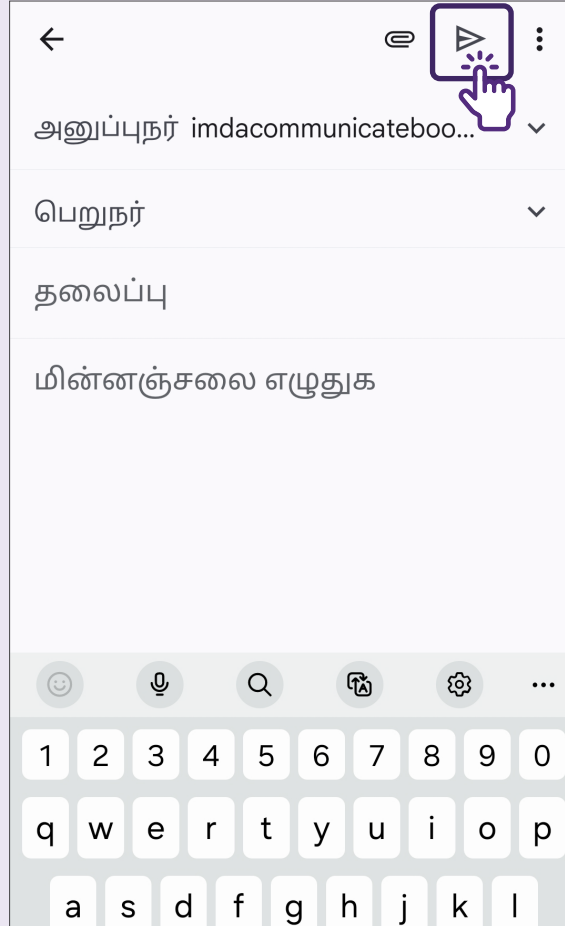 அனுப்புநர் imdacommunicateboo...
பெறுநர்
தலைப்பு
மின்னஞ்சலை எழுதுக
1 2 3 4 5 6 7 8 9 0
q w e r t y u i o p
a s d f g h j k l